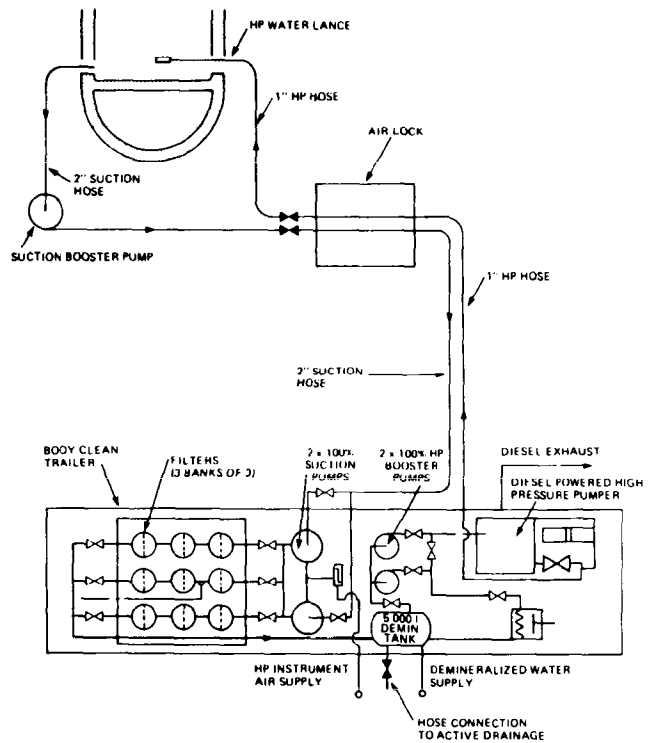 HP WATER LANCE
1" HP HOSE
AIR LOCK
2" SUCTION
HOSE
SUCTION BOOSTER PUMP
1" HP HOSE
2" SUCTION
HOSE
BODY CLEAN
TRAILER
FILTERS
(3 BANKS OF 3)
2 x 100%
SUCTION
PUMPS
2 x 100% HP
BOOSTER
PUMPS
DIESEL EXHAUST
DIESEL POWERED HIGH
PRESSURE PUMPER
5 000 l
DEMIN
TANK
HP INSTRUMENT
AIR SUPPLY
DEMINERALIZED WATER
SUPPLY
HOSE CONNECTION
TO ACTIVE DRAINAGE